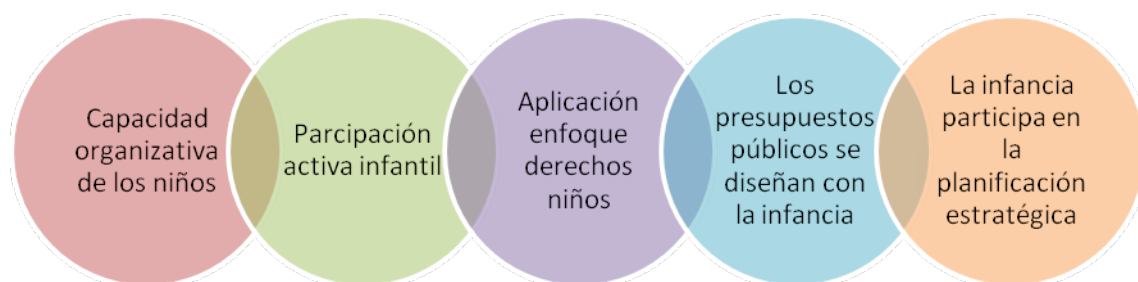 Capacidad
organizativa
de los niños
Parcipación
activa infantil
Aplicación
enfoque
derechos
niños
Los
presupuestos
públicos se
diseñan con
la infancia
La infancia
participa en
la
planificación
estratégica